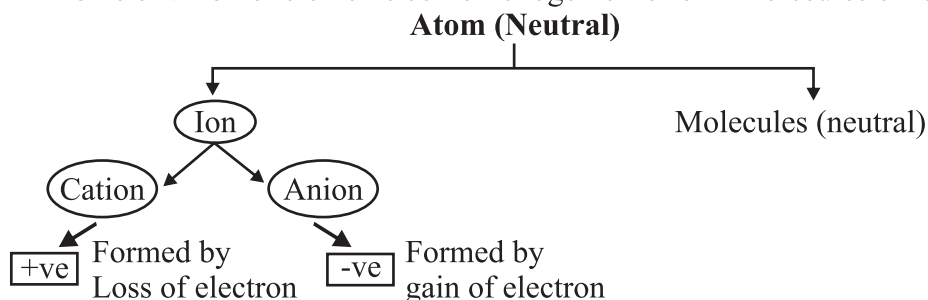 Atom (Neutral)
Ion
Molecules (neutral)
Cation
Anion
+ve
Formed by
Loss of electron
-ve
Formed by
gain of electron